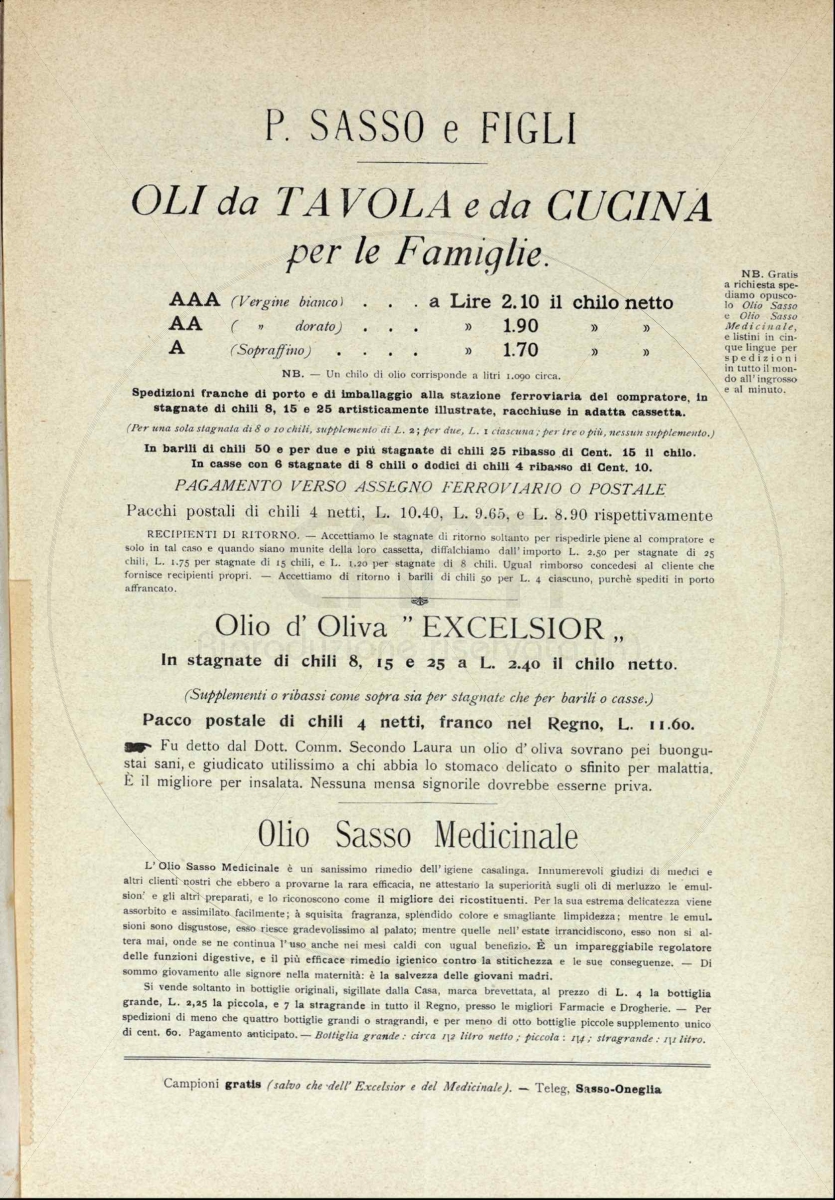 P. SASSO e FIGLI
OLI da TAVOLA e da CUCINA
per le Famiglie.
AAA (Vergine bianco) . . . a Lire 2.10 il chilo netto
AA ( » dorato) . . . » 1.90 » »
A (Sopraffino) . . . . » 1.70 » »
NB. — Un chilo di olio corrisponde a litri 1.090 circa.
NB. Gratis
a richiesta spe-
diamo opusco-
lo Olio Sasso
e Olio Sasso
Medicinale,
e listini in cin-
que lingue per
spedizioni
in tutto il mon-
do all'ingrosso
e al minuto.
Spedizioni franche di porto e di imballaggio alla stazione ferroviaria del compratore, in
stagnate di chili 8, 15 e 25 artisticamente illustrate, racchiuse in adatta cassetta.
(Per una sola stagnata di 8 o 10 chili, supplemento di L. 2; per due, L. 1 ciascuna; per tre o più, nessun supplemento.)
In barili di chili 50 e per due e più stagnate di chili 25 ribasso di Cent. 15 il chilo.
In casse con 6 stagnate di 8 chili o dodici di chili 4 ribasso di Cent. 10.
PAGAMENTO VERSO ASSEGNO FERROVIARIO O POSTALE
Pacchi postali di chili 4 netti, L. 10.40, L. 9.65, e L. 8.90 rispettivamente
RECIPIENTI DI RITORNO. — Accettiamo le stagnate di ritorno soltanto per rispedirle piene al compratore e
solo in tal caso e quando siano munite della loro cassetta, diffalchiamo dall'importo L. 2.50 per stagnate di 25
chili, L. 1.75 per stagnate di 15 chili, e L. 1.20 per stagnate di 8 chili. Ugual rimborso concedesi al cliente che
fornisce recipienti propri. — Accettiamo di ritorno i barili di chili 50 per L. 4 ciascuno, purchè spediti in porto
affrancato.
Olio d' Oliva " EXCELSIOR „
In stagnate di chili 8, 15 e 25 a L. 2.40 il chilo netto.
(Supplementi o ribassi come sopra sia per stagnate che per barili o casse.)
Pacco postale di chili 4 netti, franco nel Regno, L. 11.60.
Fu detto dal Dott. Comm. Secondo Laura un olio d'oliva sovrano pei buongu-
stai sani, e giudicato utilissimo a chi abbia lo stomaco delicato o sfinito per malattia.
È il migliore per insalata. Nessuna mensa signorile dovrebbe esserne priva.
Olio Sasso Medicinale
L'Olio Sasso Medicinale è un sanissimo rimedio dell'igiene casalinga. Innumerevoli giudizi di medici e
altri clienti nostri che ebbero a provarne la rara efficacia, ne attestano la superiorità sugli oli di merluzzo le emul-
sion' e gli altri preparati, e lo riconoscono come il migliore dei ricostituenti. Per la sua estrema delicatezza viene
assorbito e assimilato facilmente; à squisita fragranza, splendido colore e smagliante limpidezza; mentre le emul-
sioni sono disgustose, esso riesce gradevolissimo al palato; mentre quelle nell'estate irrancidiscono, esso non si al-
tera mai, onde se ne continua l'uso anche nei mesi caldi con ugual benefizio. È un impareggiabile regolatore
delle funzioni digestive, e il più efficace rimedio igienico contro la stitichezza e le sue conseguenze. — Di
sommo giovamento alle signore nella maternità: è la salvezza delle giovani madri.
Si vende soltanto in bottiglie originali, sigillate dalla Casa, marca brevettata, al prezzo di L. 4 la bottiglia
grande, L. 2,25 la piccola, e 7 la stragrande in tutto il Regno, presso le migliori Farmacie e Drogherie. — Per
spedizioni di meno che quattro bottiglie grandi o stragrandi, e per meno di otto bottiglie piccole supplemento unico
di cent. 60. Pagamento anticipato. — Bottiglia grande: circa 1|2 litro netto; piccola: 1|4; stragrande: 1|1 litro.
Campioni gratis (salvo che dell'Excelsior e del Medicinale). — Teleg, Sasso-Oneglia